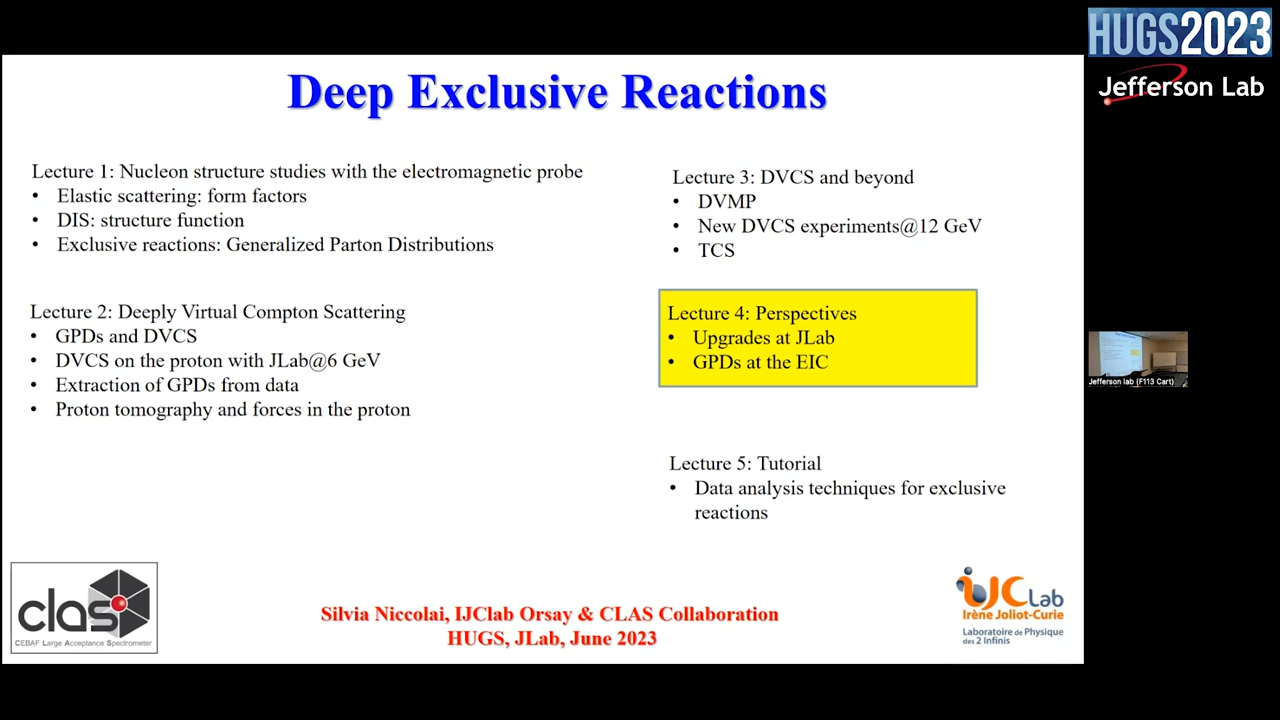 HUGS2023
Jefferson Lab
Deep Exclusive Reactions
Lecture 1: Nucleon structure studies with the electromagnetic probe
• Elastic scattering: form factors
• DIS: structure function
• Exclusive reactions: Generalized Parton Distributions
Lecture 2: Deeply Virtual Compton Scattering
• GPDs and DVCS
• DVCS on the proton with JLab@6 GeV
• Extraction of GPDs from data
• Proton tomography and forces in the proton
Lecture 3: DVCS and beyond
• DVMP
• New DVCS experiments@12 GeV
• TCS
Lecture 4: Perspectives
• Upgrades at JLab
• GPDs at the EIC
Lecture 5: Tutorial
• Data analysis techniques for exclusive
reactions
Jefferson lab (F113 Cart)
clas
CEBAF Large Acceptance Spectrometer
Silvia Niccolai, IJClab Orsay & CLAS Collaboration
HUGS, JLab, June 2023
iJC Lab
Irène Joliot-Curie
Laboratoire de Physique
des 2 Infinis